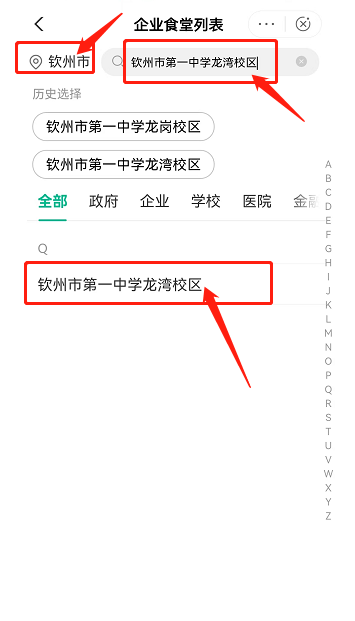 企业食堂列表
钦州市
钦州市第一中学龙湾校区
历史选择
钦州市第一中学龙岗校区
钦州市第一中学龙湾校区
全部 政府 企业 学校 医院 金融
Q
钦州市第一中学龙湾校区
A
B
C
D
E
F
G
H
I
J
K
L
M
N
O
P
Q
R
S
T
U
V
W
X
Y
Z